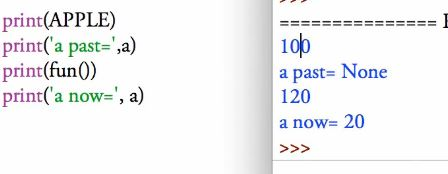 print(APPLE)
print('a past=',a)
print(fun())
print('a now=', a)
>>>
===============
100
a past= None
120
a now= 20
>>>